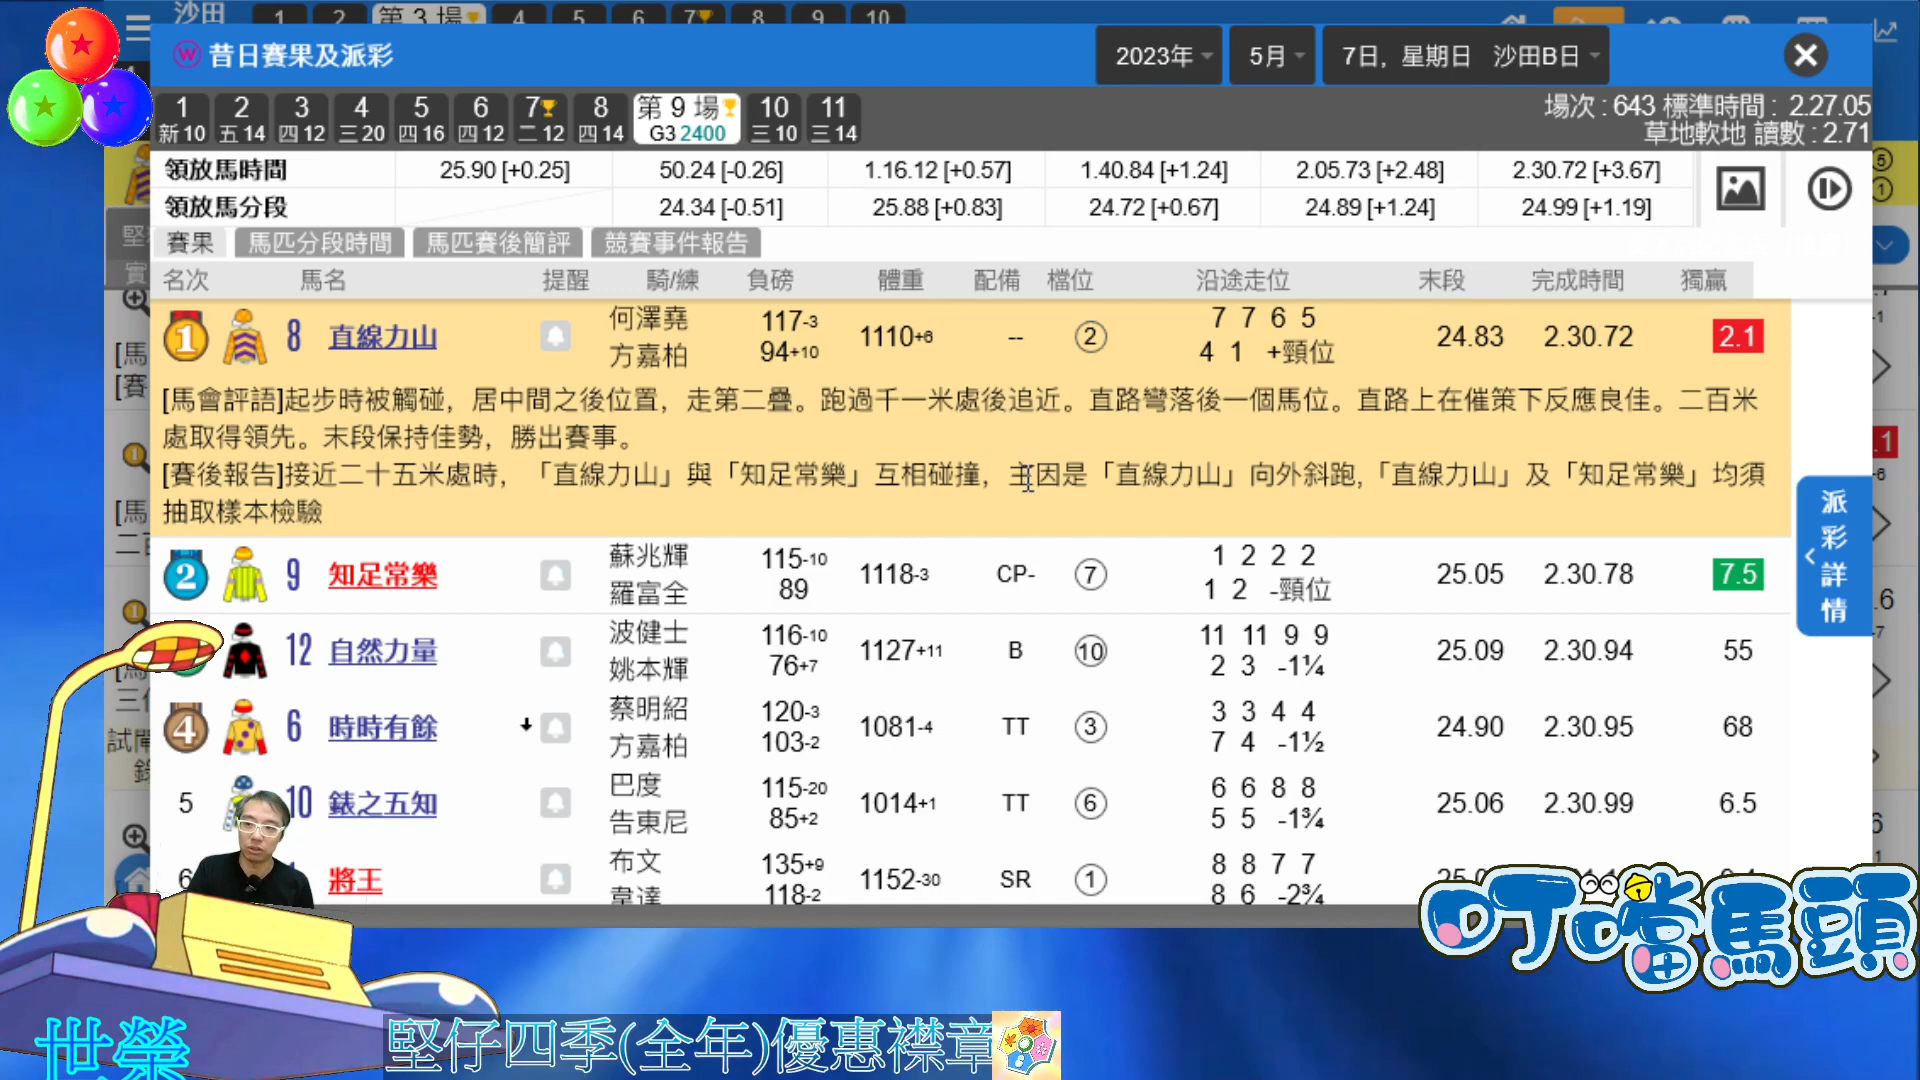 沙田 1 2 第 3 場 4 5 6 7 8 9 10
昔日賽果及派彩 2023年 5月 7日, 星期日 沙田B日
1 2 3 4 5 6 7 8 第 9 場 10 11
新10 五14 四12 三20 四16 四12 二12 四14 G3 2400 三10 三14
場次 : 643 標準時間 : 2.27.05
草地軟地 讀數 : 2.71
領放馬時間 25.90 [+0.25] 50.24 [-0.26] 1.16.12 [+0.57] 1.40.84 [+1.24] 2.05.73 [+2.48] 2.30.72 [+3.67]
領放馬分段 24.34 [-0.51] 25.88 [+0.83] 24.72 [+0.67] 24.89 [+1.24] 24.99 [+1.19]
賽果 馬匹分段時間 馬匹賽後簡評 競賽事件報告
名次 馬名 提醒 騎/練 負磅 體重 配備 檔位 沿途走位 末段 完成時間 獨贏
1 8 直線力山 何澤堯 117-3 1110+6 -- 2 7 7 6 5 24.83 2.30.72 2.1
方嘉柏 94+10 4 1 +頸位
[馬會評語]起步時被觸碰，居中間之後位置，走第二疊。跑過千一米處後追近。直路彎落後一個馬位。直路上在催策下反應良佳。二百米
處取得領先。末段保持佳勢，勝出賽事。
[賽後報告]接近二十五米處時，「直線力山」與「知足常樂」互相碰撞，主因是「直線力山」向外斜跑,「直線力山」及「知足常樂」均須
抽取樣本檢驗
2 9 知足常樂 蘇兆輝 115-10 1118-3 CP- 7 1 2 2 2 25.05 2.30.78 7.5
羅富全 89 1 2 -頸位
12 自然力量 波健士 116-10 1127+11 B 10 11 11 9 9 25.09 2.30.94 55
姚本輝 76+7 2 3 -1¼
4 6 時時有餘 蔡明紹 120-3 1081-4 TT 3 3 3 4 4 24.90 2.30.95 68
方嘉柏 103-2 7 4 -1½
5 10 錶之五知 巴度 115-20 1014+1 TT 6 6 6 8 8 25.06 2.30.99 6.5
告東尼 85+2 5 5 -1¾
6 將王 布文 135+9 1152-30 SR 1 8 8 7 7
韋達 118-2 8 6 -2¾
派彩詳情
叮噹馬頭
世榮
堅仔四季(全年)優惠襟章